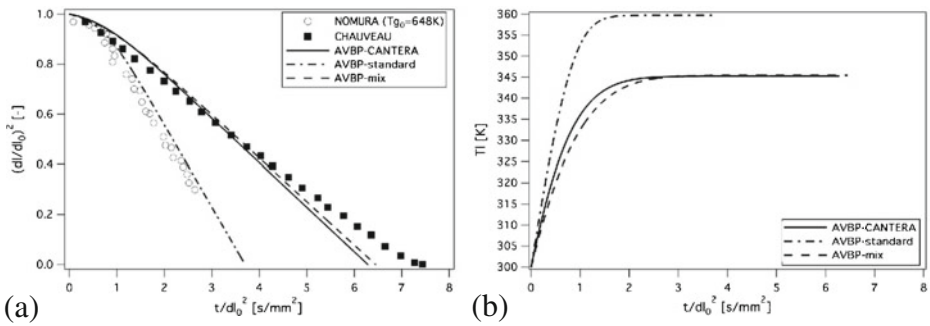 1.0
0.8
0.6
0.4
0.2
0.0
(dl/dl₀)² [-]
NOMURA (Tg₀=648K)
CHAUVEAU
AVBP-CANTERA
AVBP-standard
AVBP-mix
0 1 2 3 4 5 6 7 8
t/dl₀² [s/mm²]
(a)
360
355
350
345
340
335
330
325
320
315
310
305
300
Tl [K]
AVBP-CANTERA
AVBP-standard
AVBP-mix
0 1 2 3 4 5 6 7 8
t/dl₀² [s/mm²]
(b)